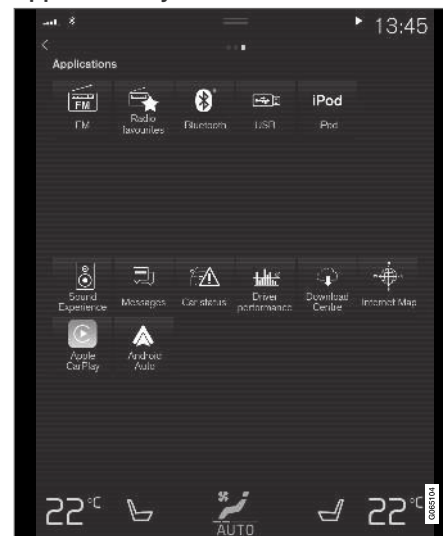 13:45
Applications
FM
iPod
FM
Radio
favourites
Bluetooth
USB
iPod
Sound
Experience
Messages
Car status
Driver
performance
Download
Centre
Internet Map
Apple
CarPlay
Android
Auto
22°C
22°C
AUTO
G065104